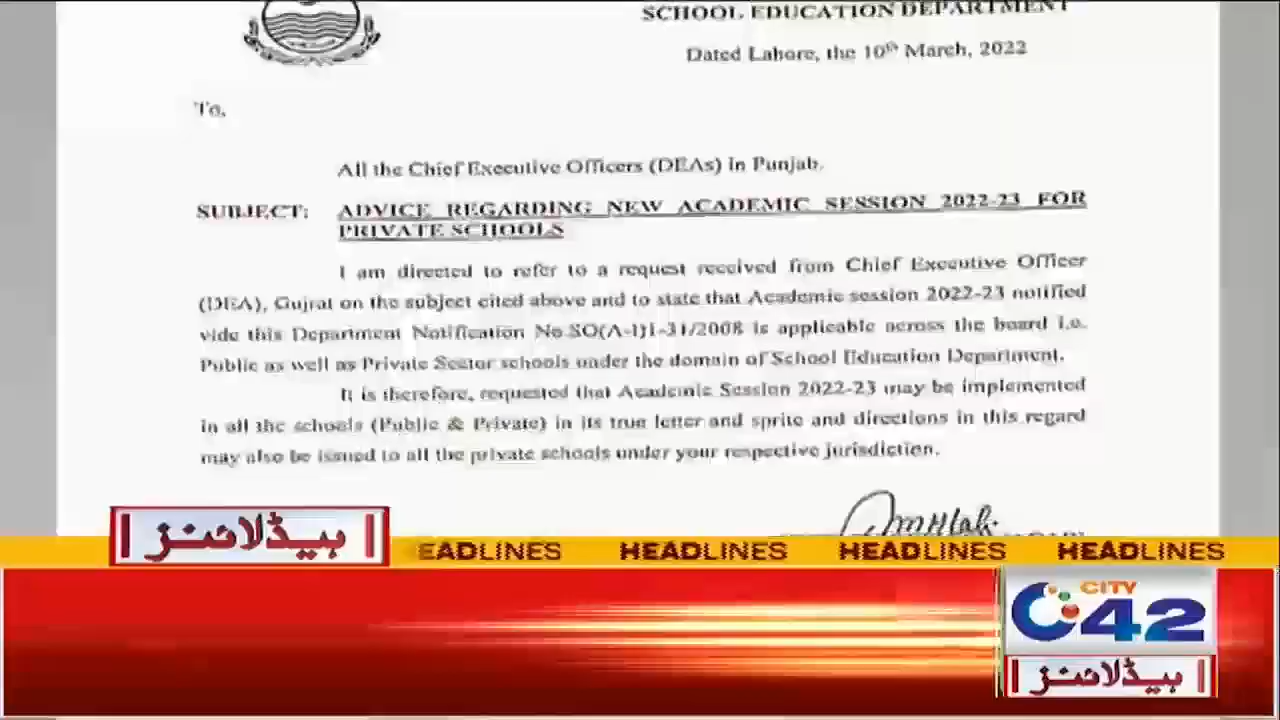 SCHOOL EDUCATION DEPARTMENT
Dated Lahore, the 10th March, 2022
To,
All the Chief Executive Officers (DEAs) in Punjab.
SUBJECT: ADVICE REGARDING NEW ACADEMIC SESSION 2022-23 FOR
PRIVATE SCHOOLS
I am directed to refer to a request received from Chief Executive Officer
(DEA), Gujrat on the subject cited above and to state that Academic session 2022-23 notified
vide this Department Notification No.SO(A-1)1-31/2008 is applicable across the board i.e.
Public as well as Private Sector schools under the domain of School Education Department.
It is therefore, requested that Academic Session 2022-23 may be implemented
in all the schools (Public & Private) in its true letter and sprite and directions in this regard
may also be issued to all the private schools under your respective jurisdiction.
ہیڈلائنز
EADLINES HEADLINES HEADLINES HEADLINES
CITY
42
ہیڈلائنز